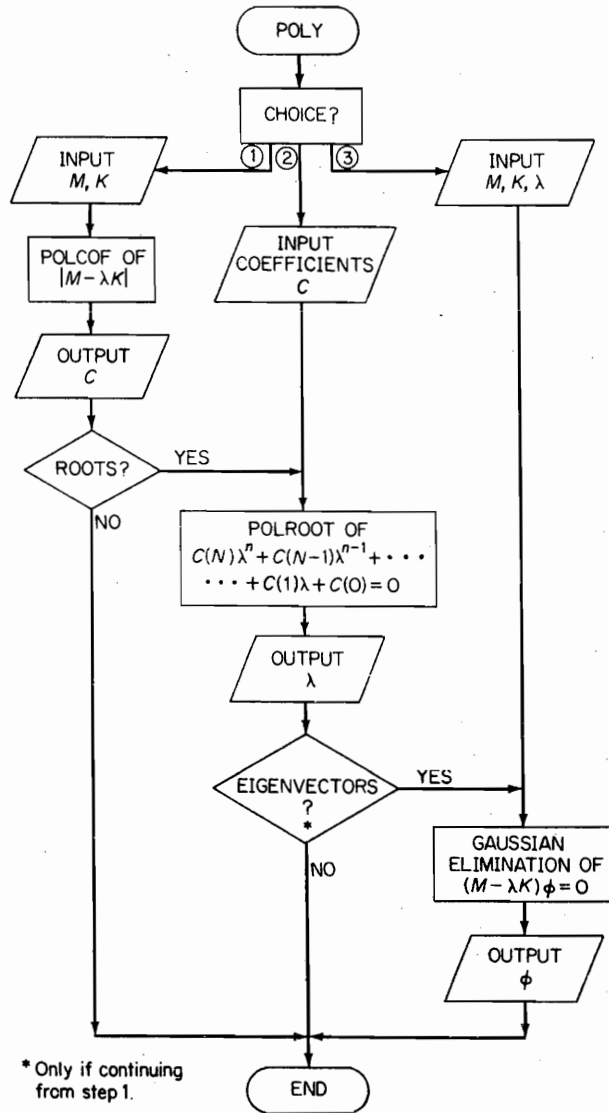 POLY
CHOICE?
① ② ③
INPUT
M, K
POLCOF OF
|M-λK|
OUTPUT
C
ROOTS?
YES
NO
INPUT
COEFFICIENTS
C
POLROOT OF
C(N)λⁿ+C(N-1)λⁿ⁻¹+···
···+C(1)λ+C(0)=0
OUTPUT
λ
EIGENVECTORS
?
*
YES
NO
INPUT
M, K, λ
GAUSSIAN
ELIMINATION OF
(M-λK)ϕ=0
OUTPUT
ϕ
* Only if continuing
from step 1.
END